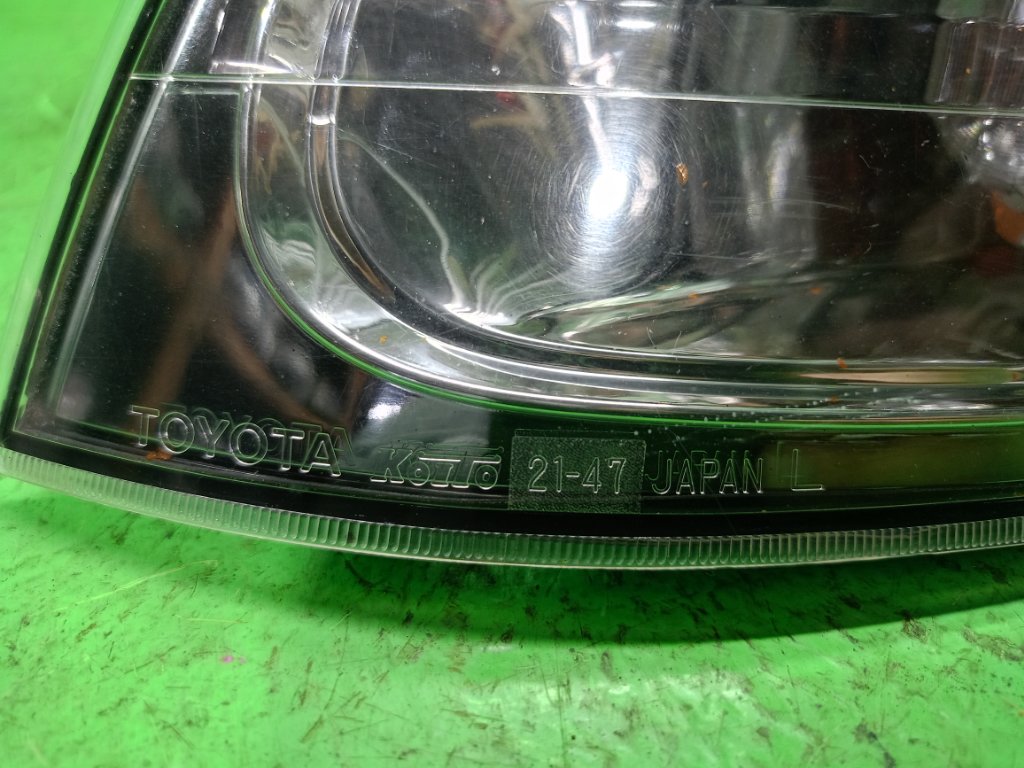 TOYOTA KOITO 21-47 JAPAN L